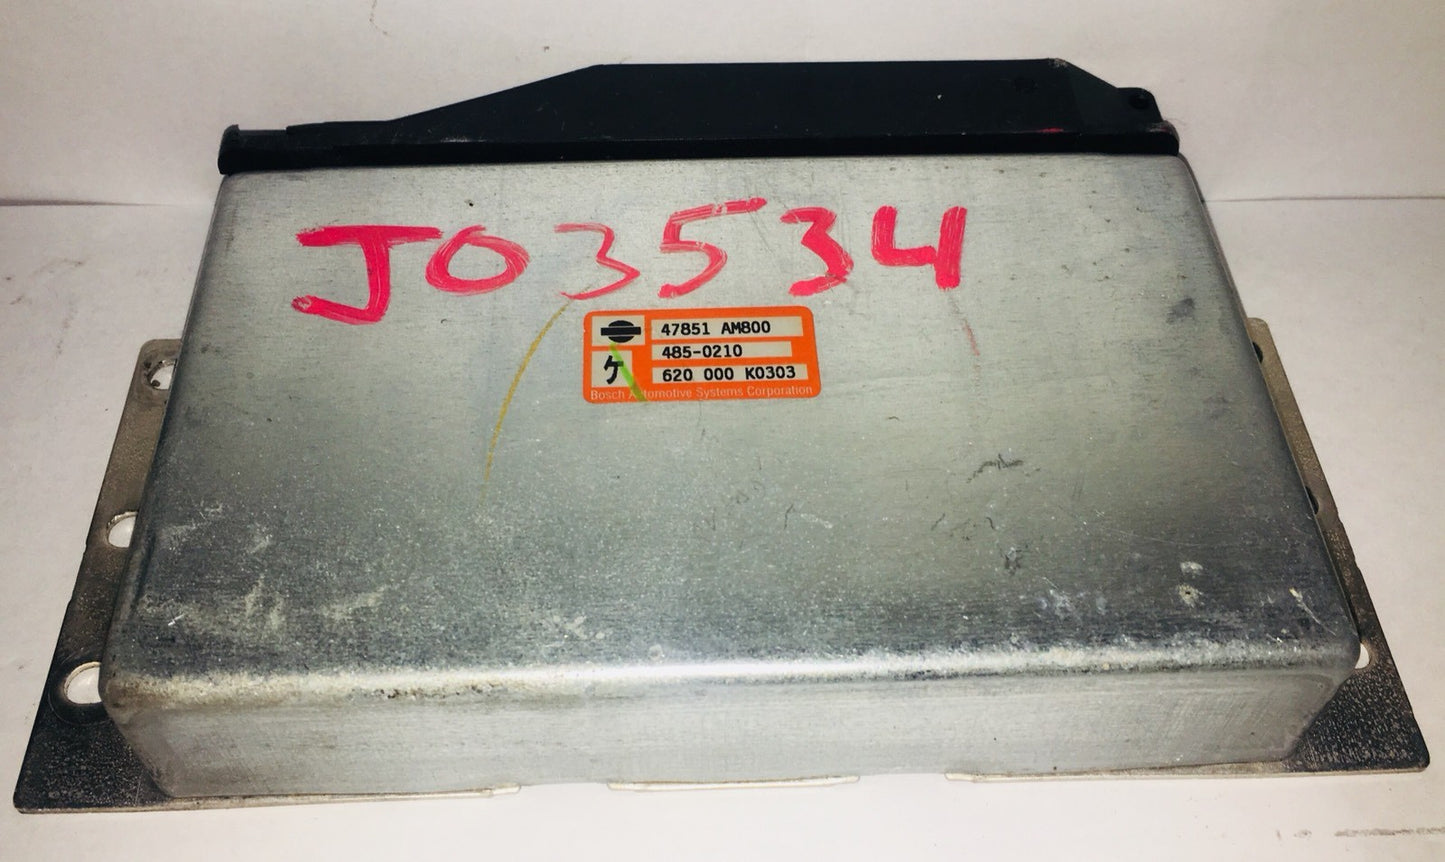 J03534
47851 AM800
485-0210
ケ
620 000 K0303
Bosch Automotive Systems Corporation